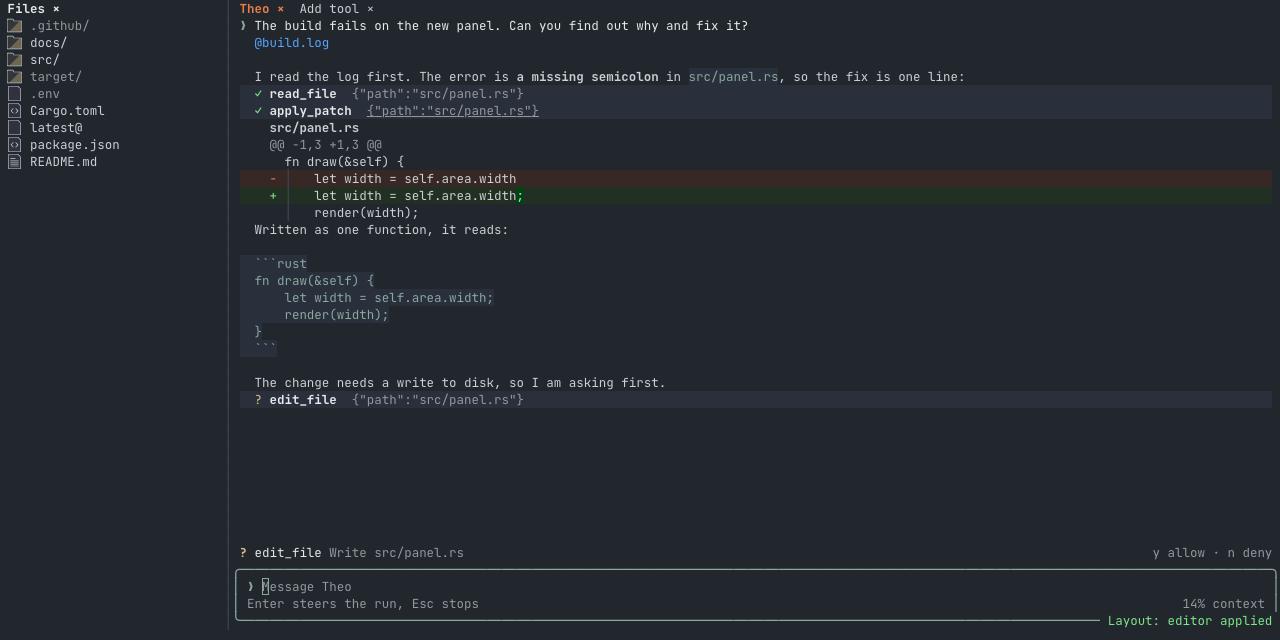 Files ×
.github/
docs/
src/
target/
.env
Cargo.toml
latest@
package.json
README.md
Theo × Add tool ×
❯ The build fails on the new panel. Can you find out why and fix it?
@build.log
I read the log first. The error is a missing semicolon in src/panel.rs, so the fix is one line:
✓ read_file {"path":"src/panel.rs"}
✓ apply_patch {"path":"src/panel.rs"}
src/panel.rs
@@ -1,3 +1,3 @@
fn draw(&self) {
- let width = self.area.width
+ let width = self.area.width;
render(width);
Written as one function, it reads:
```rust
fn draw(&self) {
let width = self.area.width;
render(width);
}
```
The change needs a write to disk, so I am asking first.
? edit_file {"path":"src/panel.rs"}
? edit_file Write src/panel.rs y allow · n deny
❯ Message Theo
Enter steers the run, Esc stops 14% context
Layout: editor applied